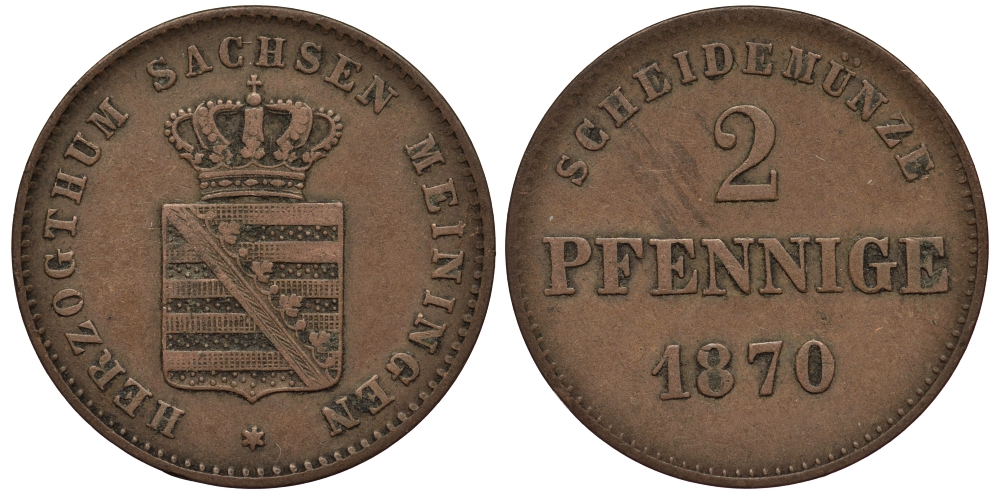 HERZOGTHUM SACHSEN MEININGEN
SCHEIDEMÜNZE
2
PFENNIGE
1870